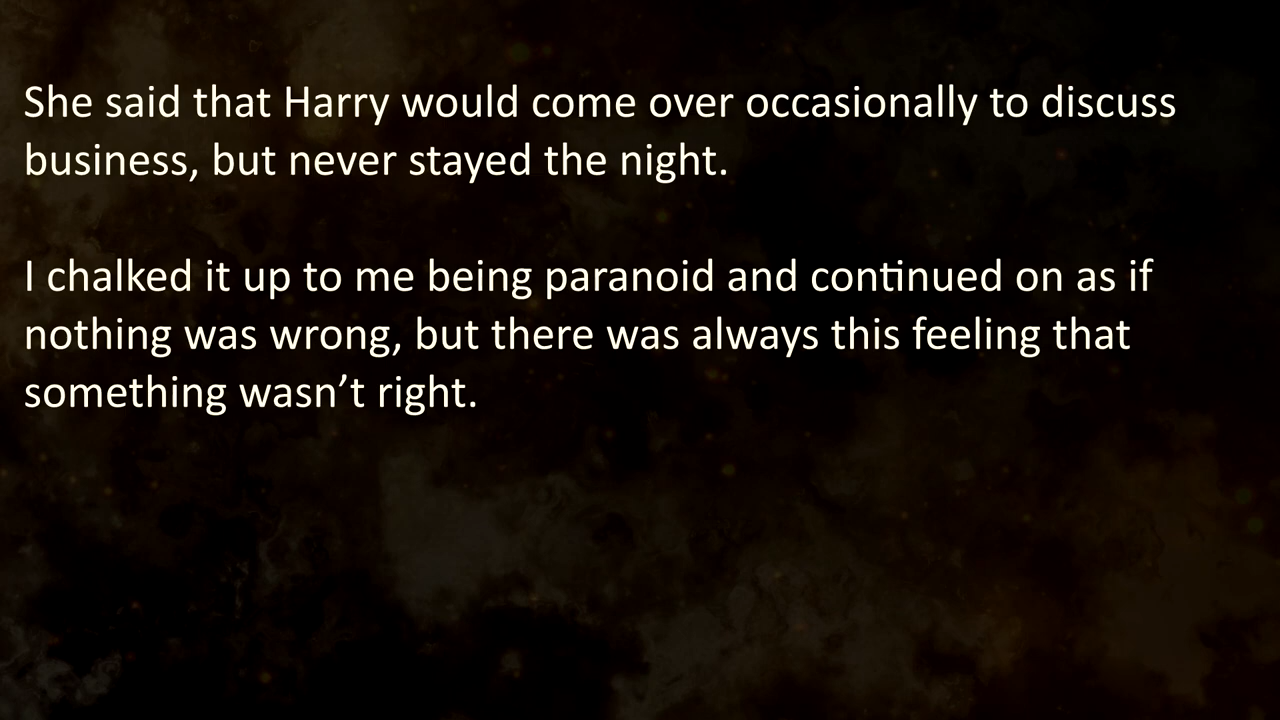 She said that Harry would come over occasionally to discuss
business, but never stayed the night.
I chalked it up to me being paranoid and continued on as if
nothing was wrong, but there was always this feeling that
something wasn’t right.